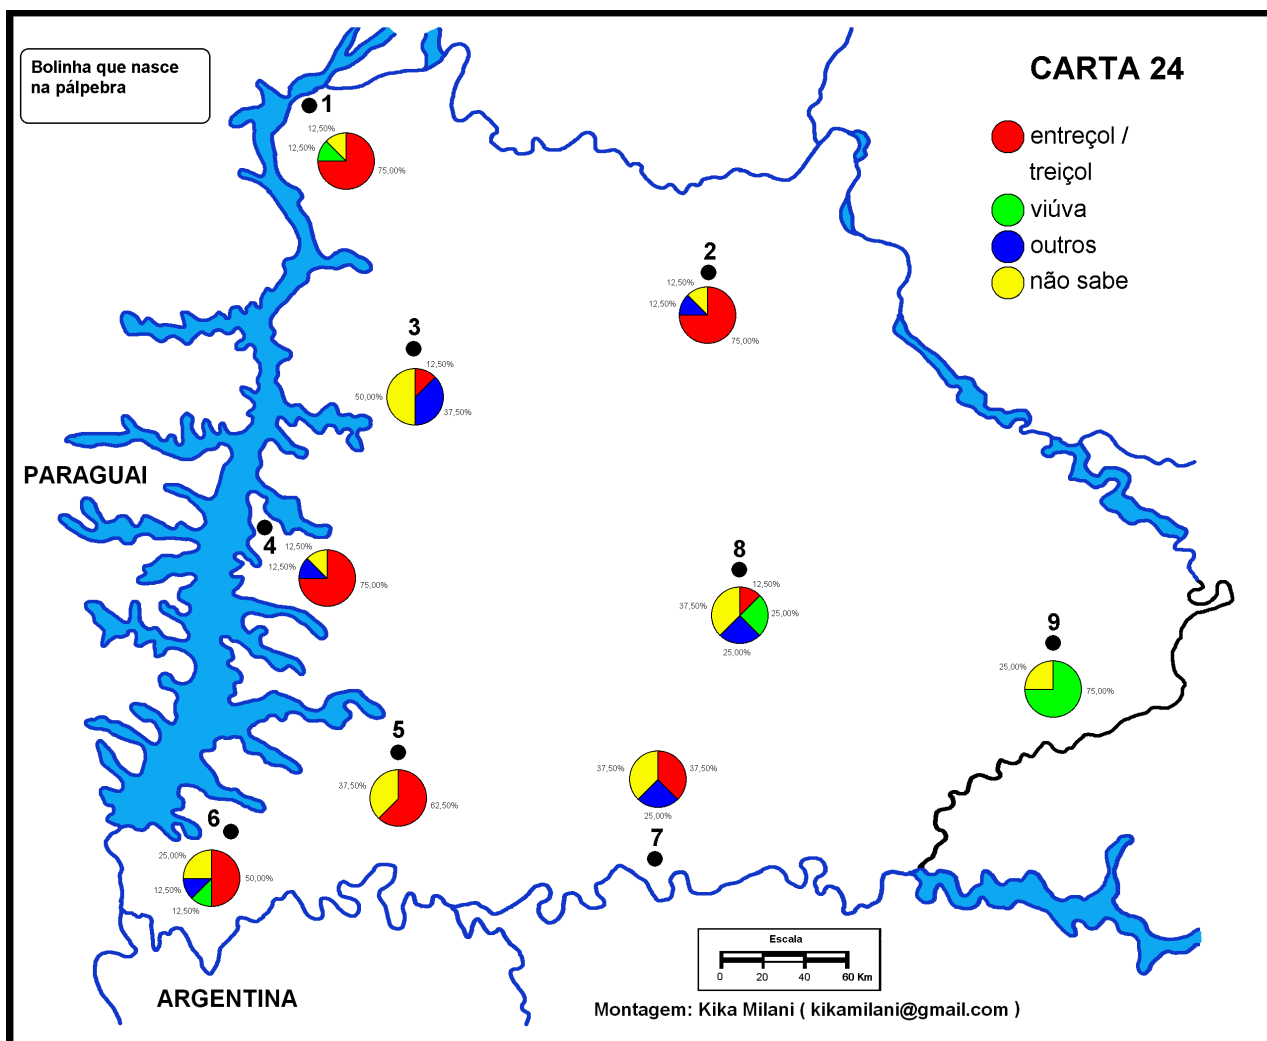 Bolinha que nasce
na pálpebra
CARTA 24
entreçol /
treiçol
viúva
outros
não sabe
1
12,50%
12,50%
75,00%
2
12,50%
12,50%
75,00%
3
12,50%
50,00%
37,50%
PARAGUAI
4
12,50%
12,50%
75,00%
8
12,50%
37,50%
25,00%
25,00%
9
25,00%
75,00%
5
37,50%
62,50%
37,50%
37,50%
25,00%
7
6
25,00%
50,00%
12,50%
12,50%
Escala
0 20 40 60 Km
ARGENTINA
Montagem: Kika Milani ( kikamilani@gmail.com )